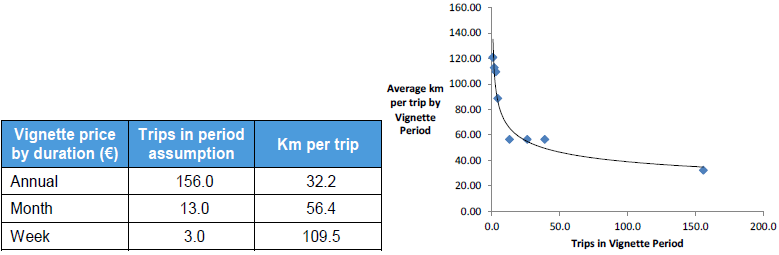 Vignette price by duration (€) Trips in period assumption Km per trip
Annual 156.0 32.2
Month 13.0 56.4
Week 3.0 109.5
Average km
per trip by
Vignette
Period
160.00
140.00
120.00
100.00
80.00
60.00
40.00
20.00
0.00
0.0 50.0 100.0 150.0 200.0
Trips in Vignette Period